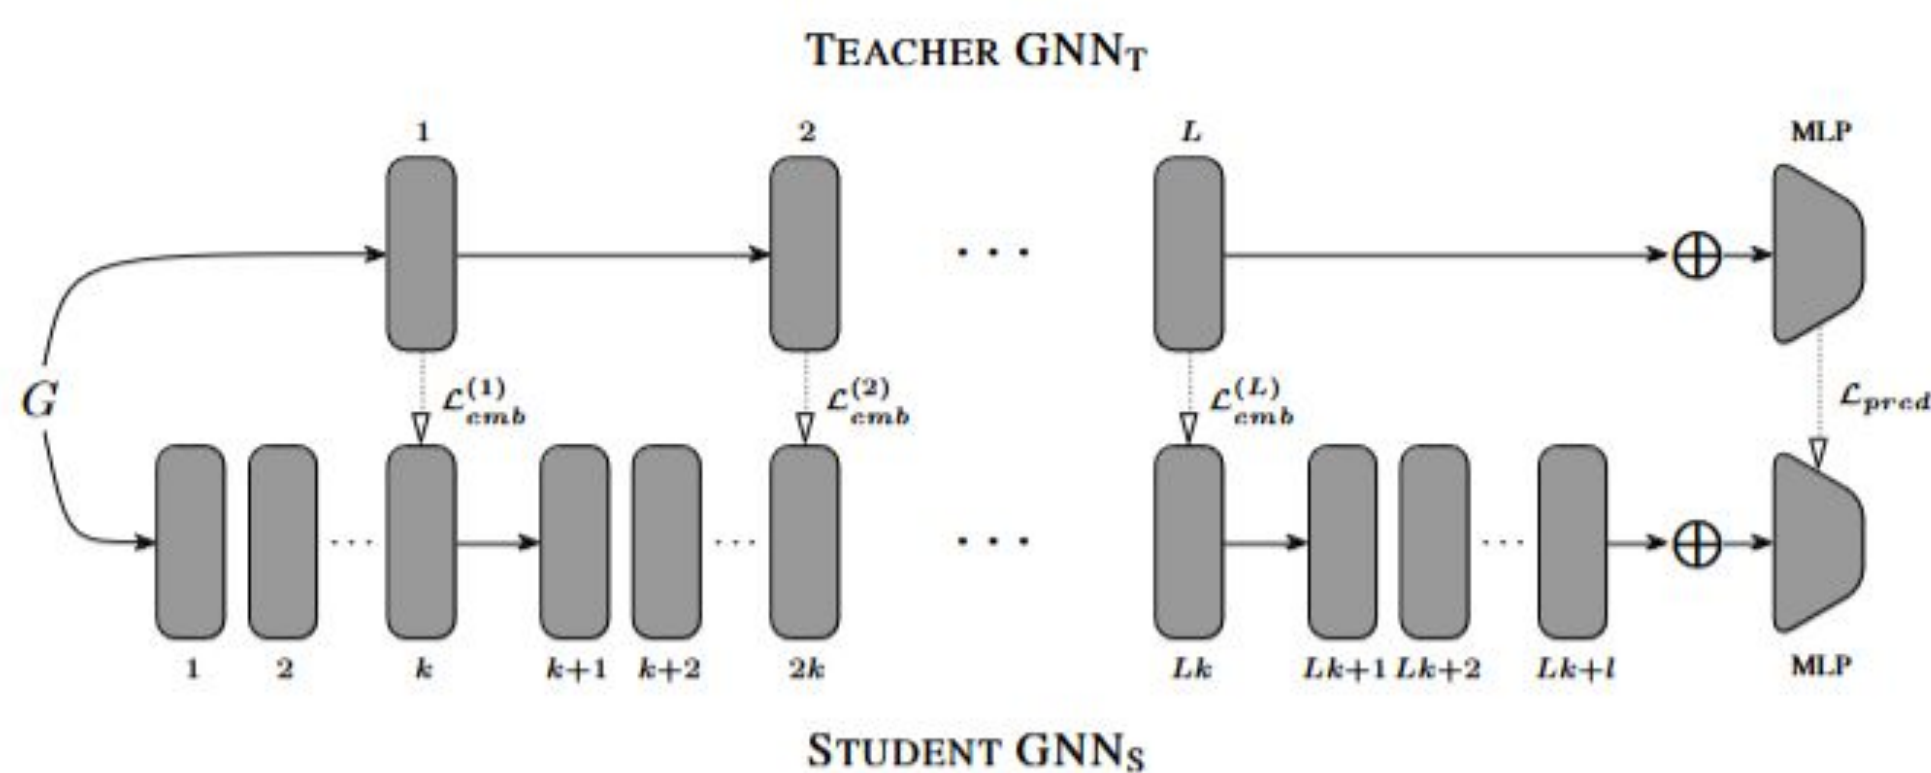 TEACHER GNN_T
1 2 L MLP
· · · ⊕
G
ℒ_emb^(1) ℒ_emb^(2) ℒ_emb^(L) ℒ_pred
· · · · · · · · · · · · ⊕
1 2 k k+1 k+2 2k Lk Lk+1 Lk+2 Lk+l MLP
STUDENT GNN_S